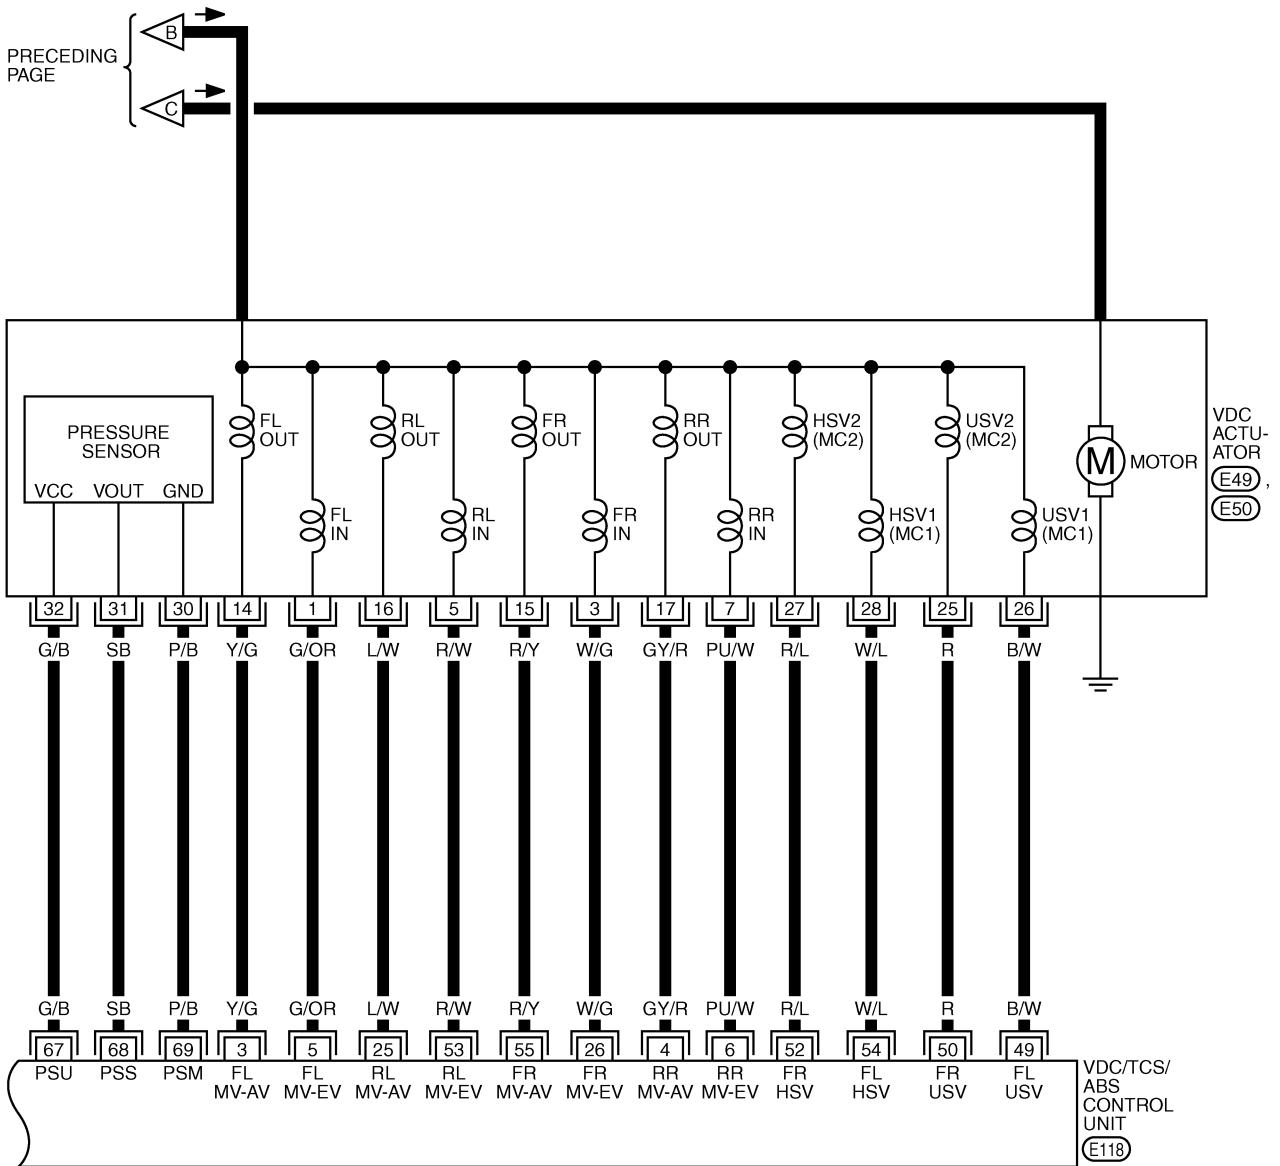 B
PRECEDING
PAGE
C
PRESSURE
SENSOR
VCC VOUT GND
FL
OUT
RL
OUT
FR
OUT
RR
OUT
HSV2
(MC2)
USV2
(MC2)
FL
IN
RL
IN
FR
IN
RR
IN
HSV1
(MC1)
USV1
(MC1)
M MOTOR
VDC
ACTU-
ATOR
E49 ,
E50
32 31 30 14 1 16 5 15 3 17 7 27 28 25 26
G/B SB P/B Y/G G/OR L/W R/W R/Y W/G GY/R PU/W R/L W/L R B/W
G/B SB P/B Y/G G/OR L/W R/W R/Y W/G GY/R PU/W R/L W/L R B/W
67 68 69 3 5 25 53 55 26 4 6 52 54 50 49
PSU PSS PSM FL FL RL RL FR FR RR RR FR FL FR FL
MV-AV MV-EV MV-AV MV-EV MV-AV MV-EV MV-AV MV-EV HSV HSV USV USV
VDC/TCS/
ABS
CONTROL
UNIT
E118